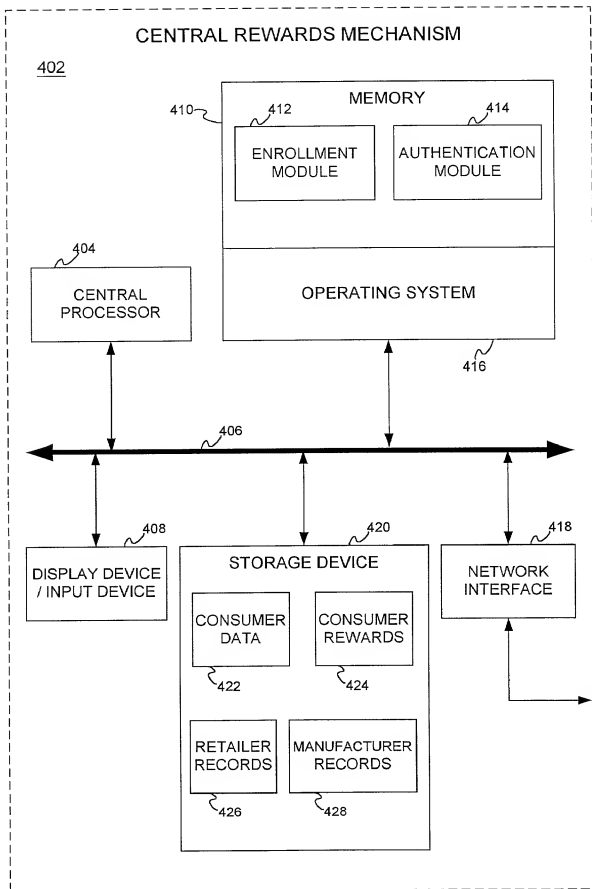 CENTRAL REWARDS MECHANISM
402
MEMORY
410
412
414
ENROLLMENT
MODULE
AUTHENTICATION
MODULE
404
CENTRAL
PROCESSOR
OPERATING SYSTEM
416
406
408
DISPLAY DEVICE
/ INPUT DEVICE
420
STORAGE DEVICE
418
NETWORK
INTERFACE
CONSUMER
DATA
422
CONSUMER
REWARDS
424
RETAILER
RECORDS
426
MANUFACTURER
RECORDS
428